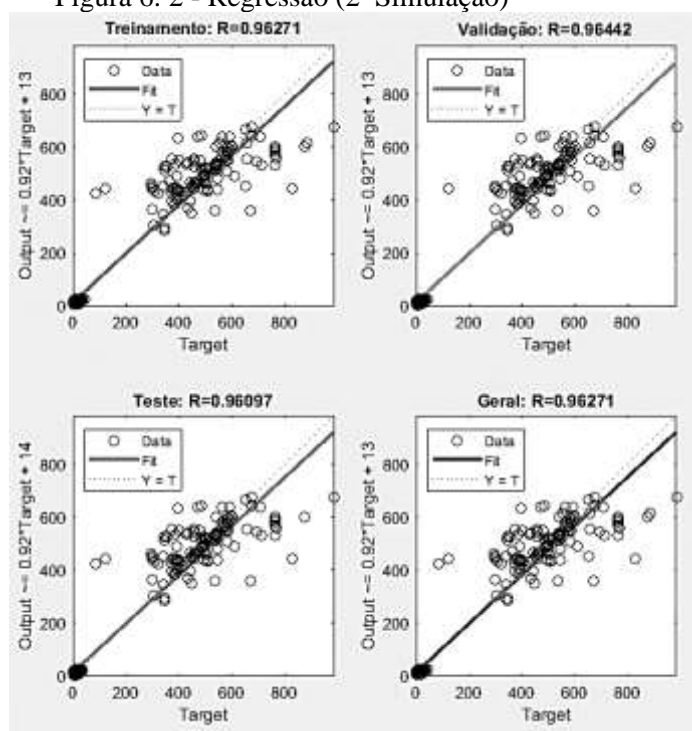 Figura 6. 2 - Regressão (2ª Simulação)
Treinamento: R=0.96271
Output ~= 0.92*Target + 13
Data
Fit
Y = T
800
600
400
200
0
0 200 400 600 800
Target
Validação: R=0.96442
Output ~= 0.92*Target + 13
Data
Fit
Y = T
800
600
400
200
0
0 200 400 600 800
Target
Teste: R=0.96097
Output ~= 0.92*Target + 14
Data
Fit
Y = T
800
600
400
200
0
0 200 400 600 800
Target
Geral: R=0.96271
Output ~= 0.92*Target + 13
Data
Fit
Y = T
800
600
400
200
0
0 200 400 600 800
Target